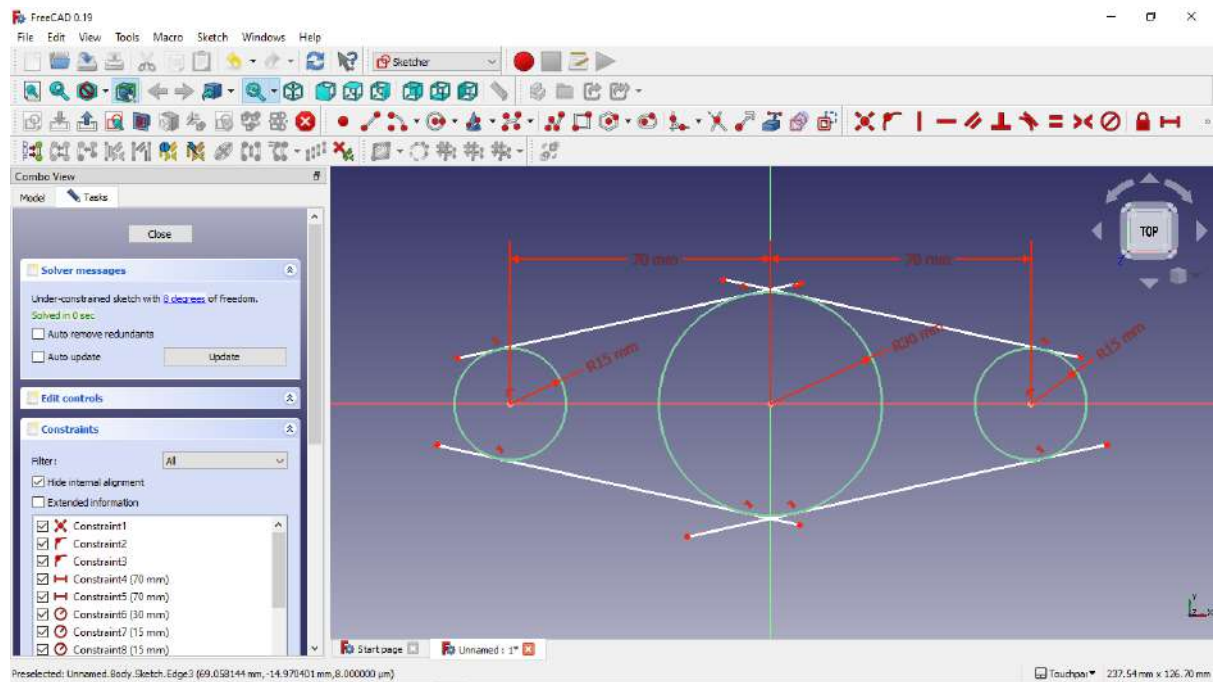 FreeCAD 0.19
File Edit View Tools Macro Sketch Windows Help
Sketcher
Combo View
Model Tasks
Close
Solver messages
Under-constrained sketch with 8 degrees of freedom.
Solved in 0 sec
Auto remove redundants
Auto update Update
Edit controls
Constraints
Filter: All
Hide internal alignment
Extended information
Constraint1
Constraint2
Constraint3
Constraint4 (70 mm)
Constraint5 (70 mm)
Constraint6 (30 mm)
Constraint7 (15 mm)
Constraint8 (15 mm)
70 mm 70 mm
R15 mm R30 mm R15 mm
TOP
Z
Y
Z X
Start page Unnamed : 1*
Preselected: Unnamed.Body.Sketch.Edge3 (69.058144 mm,-14.970401 mm,8.000000 µm) Touchpar 237.54 mm x 126.70 mm